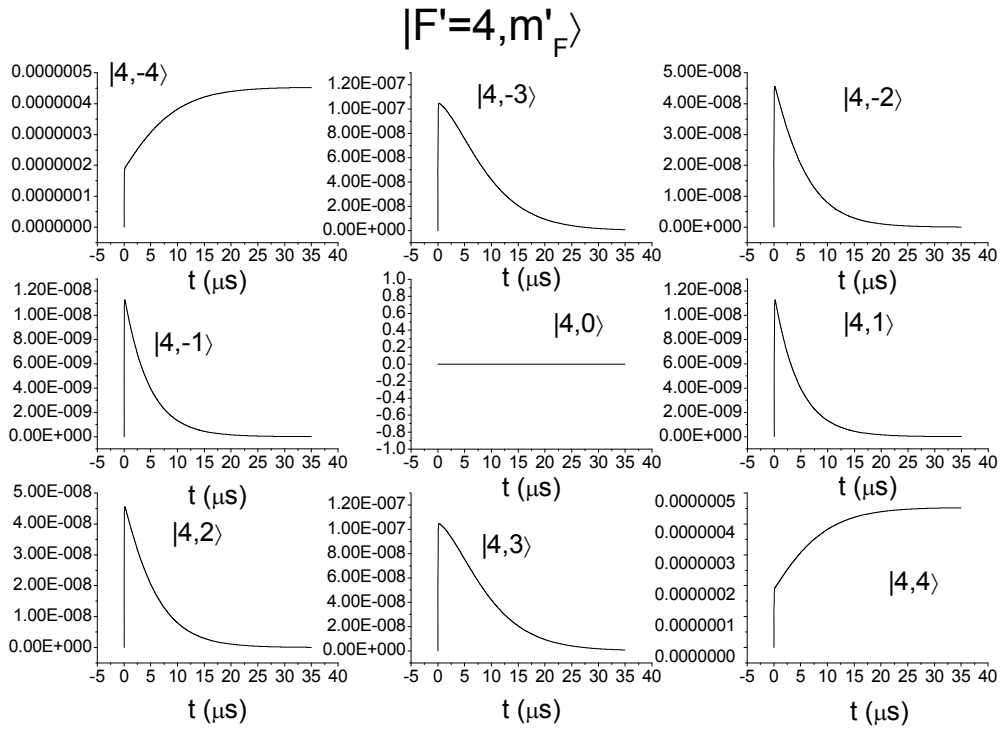 |F'=4,m'F⟩
|4,-4⟩
0.0000005
0.0000004
0.0000003
0.0000002
0.0000001
0.0000000
-5 0 5 10 15 20 25 30 35 40
t (μs)
|4,-3⟩
1.20E-007
1.00E-007
8.00E-008
6.00E-008
4.00E-008
2.00E-008
0.00E+000
-5 0 5 10 15 20 25 30 35 40
t (μs)
|4,-2⟩
5.00E-008
4.00E-008
3.00E-008
2.00E-008
1.00E-008
0.00E+000
-5 0 5 10 15 20 25 30 35 40
t (μs)
|4,-1⟩
1.20E-008
1.00E-008
8.00E-009
6.00E-009
4.00E-009
2.00E-009
0.00E+000
-5 0 5 10 15 20 25 30 35 40
t (μs)
|4,0⟩
1.0
0.8
0.6
0.4
0.2
0.0
-0.2
-0.4
-0.6
-0.8
-1.0
-5 0 5 10 15 20 25 30 35 40
t (μs)
|4,1⟩
1.20E-008
1.00E-008
8.00E-009
6.00E-009
4.00E-009
2.00E-009
0.00E+000
-5 0 5 10 15 20 25 30 35 40
t (μs)
|4,2⟩
5.00E-008
4.00E-008
3.00E-008
2.00E-008
1.00E-008
0.00E+000
-5 0 5 10 15 20 25 30 35 40
t (μs)
|4,3⟩
1.20E-007
1.00E-007
8.00E-008
6.00E-008
4.00E-008
2.00E-008
0.00E+000
-5 0 5 10 15 20 25 30 35 40
t (μs)
|4,4⟩
0.0000005
0.0000004
0.0000003
0.0000002
0.0000001
0.0000000
-5 0 5 10 15 20 25 30 35 40
t (μs)